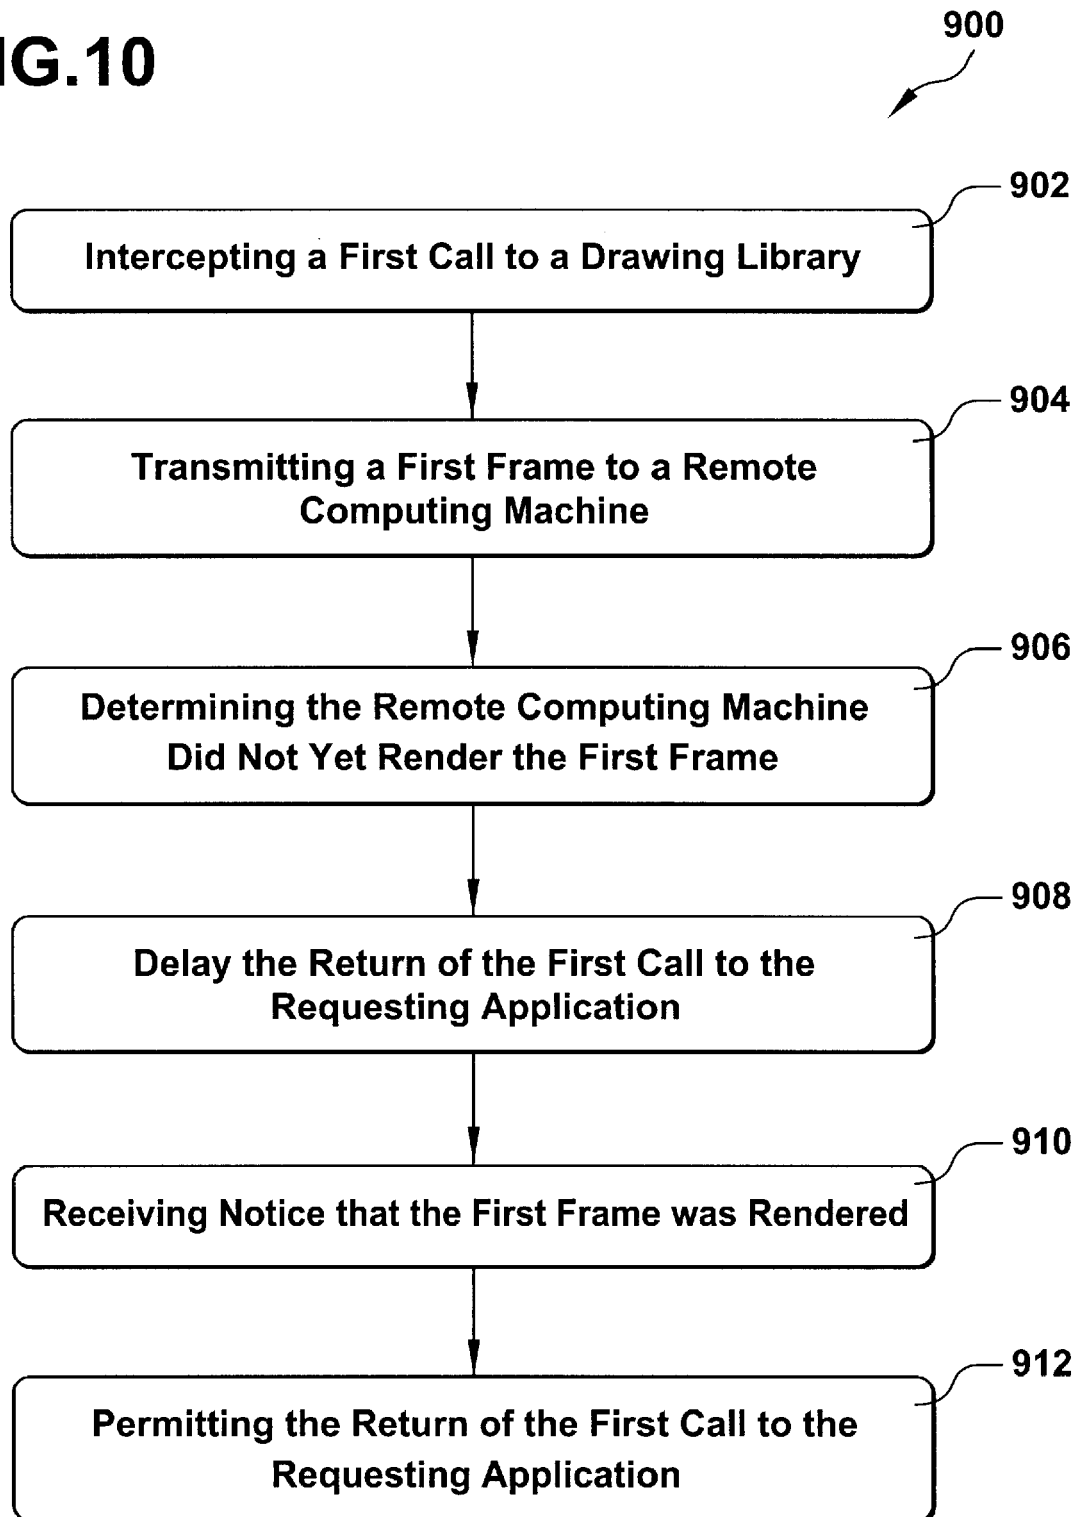 IG.10
900
902
Intercepting a First Call to a Drawing Library
904
Transmitting a First Frame to a Remote
Computing Machine
906
Determining the Remote Computing Machine
Did Not Yet Render the First Frame
908
Delay the Return of the First Call to the
Requesting Application
910
Receiving Notice that the First Frame was Rendered
912
Permitting the Return of the First Call to the
Requesting Application